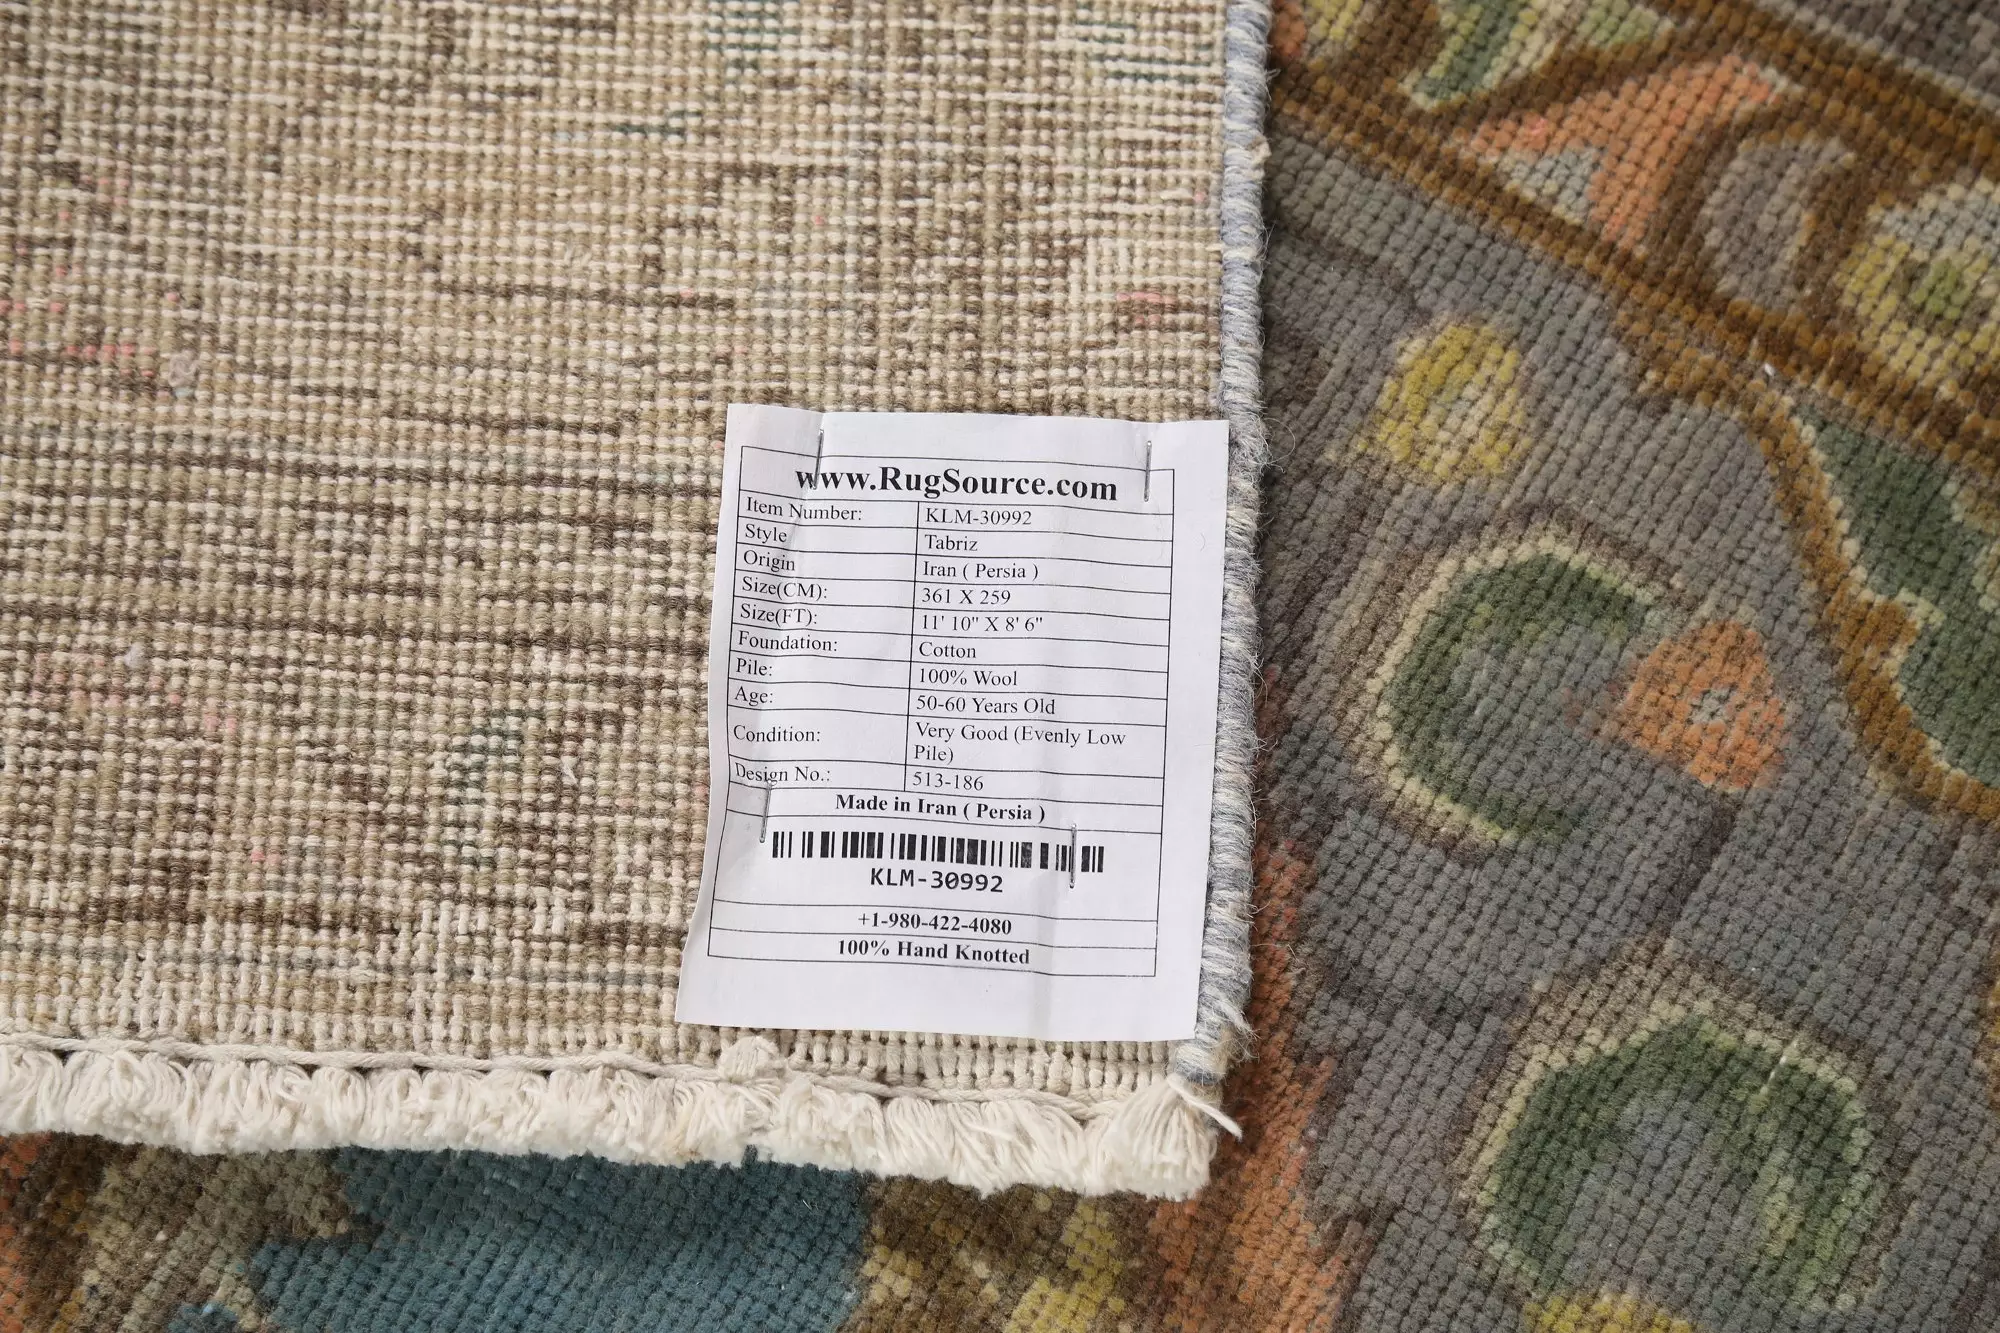 www.RugSource.com
Item Number: KLM-30992
Style Tabriz
Origin Iran ( Persia )
Size(CM): 361 X 259
Size(FT): 11' 10" X 8' 6"
Foundation: Cotton
Pile: 100% Wool
Age: 50-60 Years Old
Condition: Very Good (Evenly Low
Pile)
Design No.: 513-186
Made in Iran ( Persia )
KLM-30992
+1-980-422-4080
100% Hand Knotted